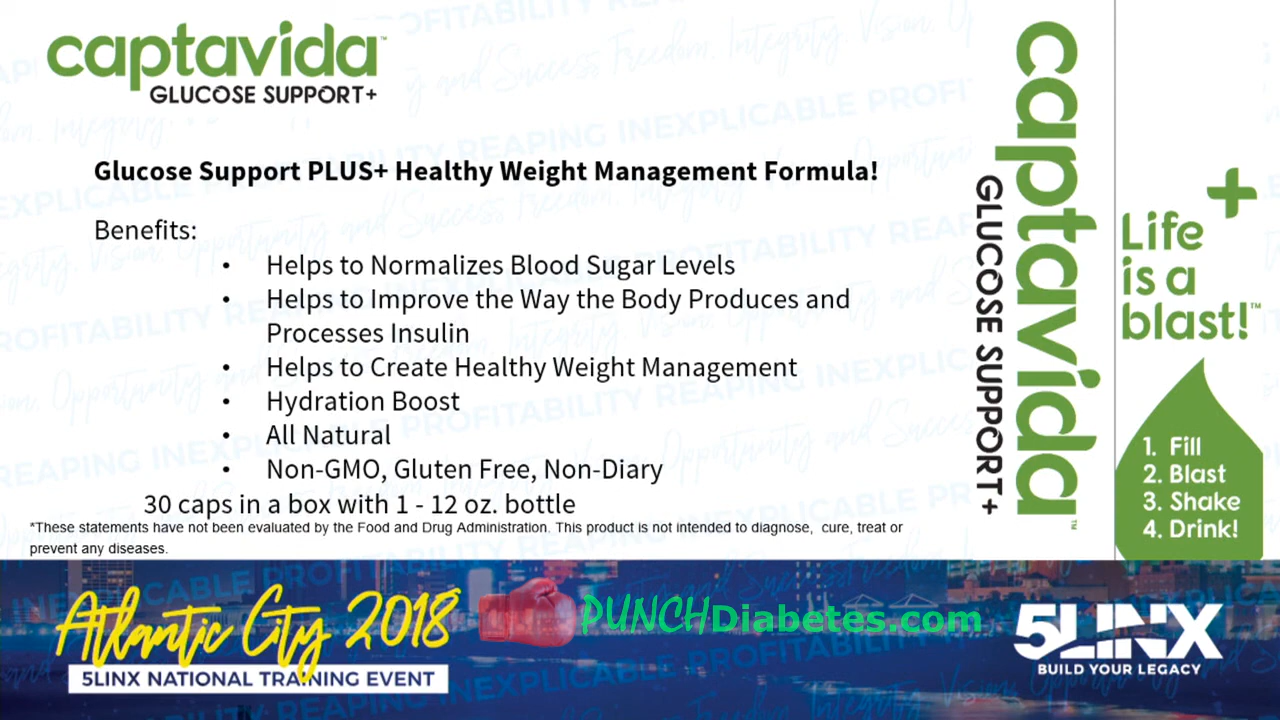 captavida™
GLUCOSE SUPPORT+
Glucose Support PLUS+ Healthy Weight Management Formula!
Benefits:
• Helps to Normalizes Blood Sugar Levels
• Helps to Improve the Way the Body Produces and
Processes Insulin
• Helps to Create Healthy Weight Management
• Hydration Boost
• All Natural
• Non-GMO, Gluten Free, Non-Diary
30 caps in a box with 1 - 12 oz. bottle
*These statements have not been evaluated by the Food and Drug Administration. This product is not intended to diagnose, cure, treat or
prevent any diseases.
captavida™
GLUCOSE SUPPORT+
Life
is a
blast!™
1. Fill
2. Blast
3. Shake
4. Drink!
Atlantic City 2018
5LINX NATIONAL TRAINING EVENT
PUNCHDiabetes.com
5LINX
BUILD YOUR LEGACY